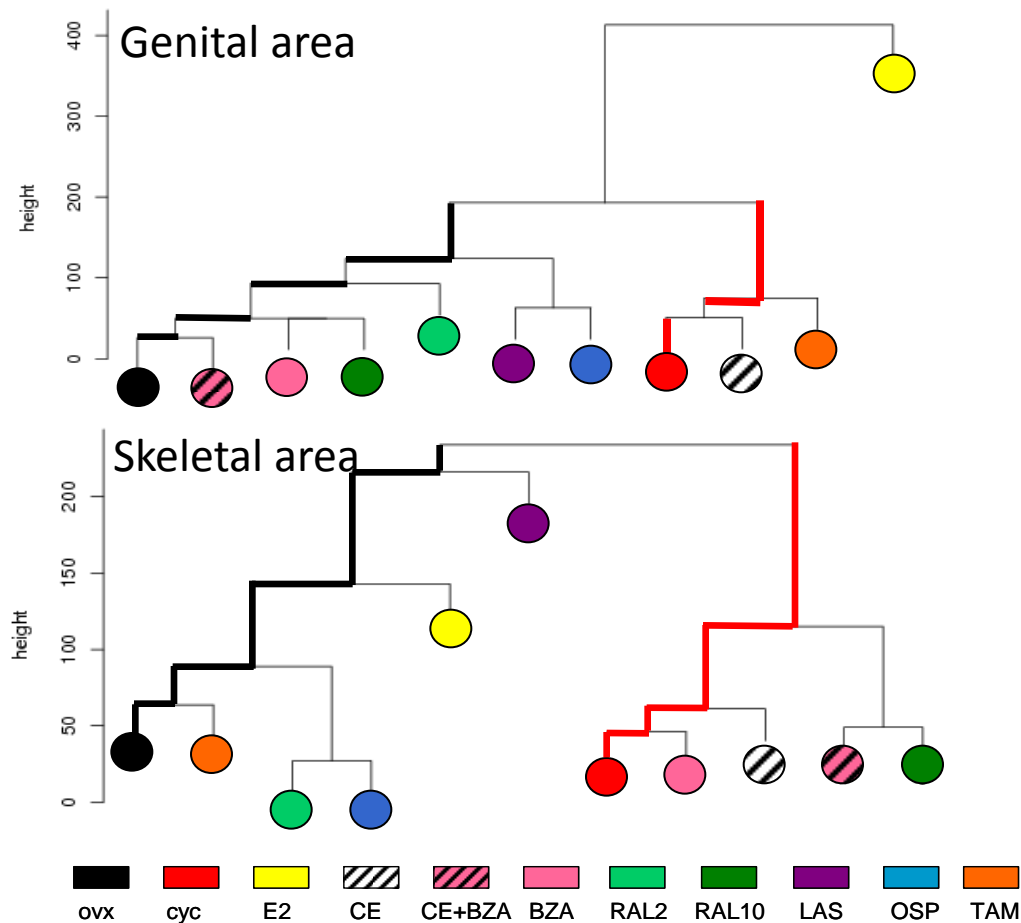 Genital area
400
300
200
100
0
height
Skeletal area
200
150
100
50
0
height
ovx cyc E2 CE CE+BZA BZA RAL2 RAL10 LAS OSP TAM